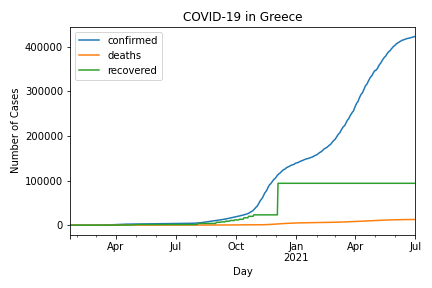 COVID-19 in Greece
confirmed
deaths
recovered
Number of Cases
400000
300000
200000
100000
0
Apr Jul Oct Jan Apr Jul
2021
Day